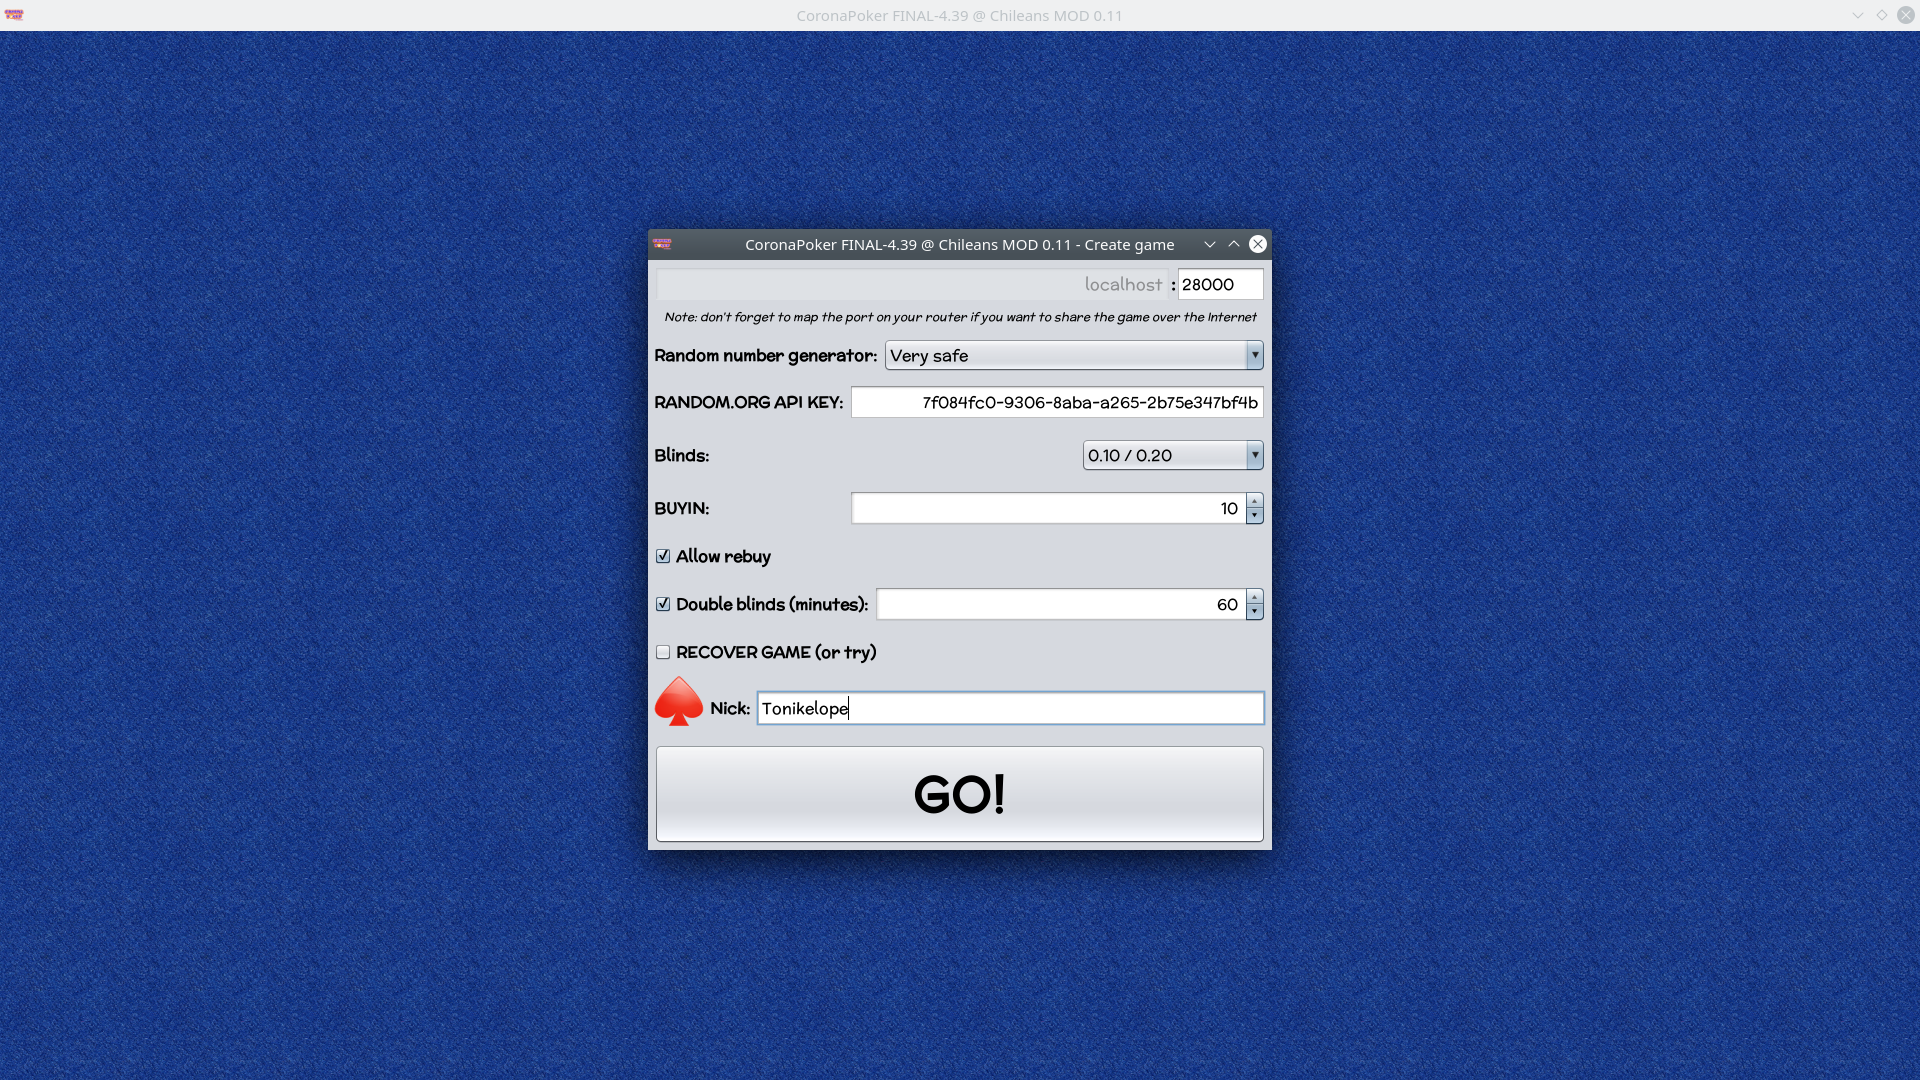 CoronaPoker FINAL-4.39 @ Chileans MOD 0.11
CoronaPoker FINAL-4.39 @ Chileans MOD 0.11 - Create game
localhost : 28000
Note: don't forget to map the port on your router if you want to share the game over the Internet
Random number generator: Very safe
RANDOM.ORG API KEY: 7f084fc0-9306-8aba-a265-2b75e347bf4b
Blinds: 0.10 / 0.20
BUYIN: 10
Allow rebuy
Double blinds (minutes): 60
RECOVER GAME (or try)
Nick: Tonikelope
GO!